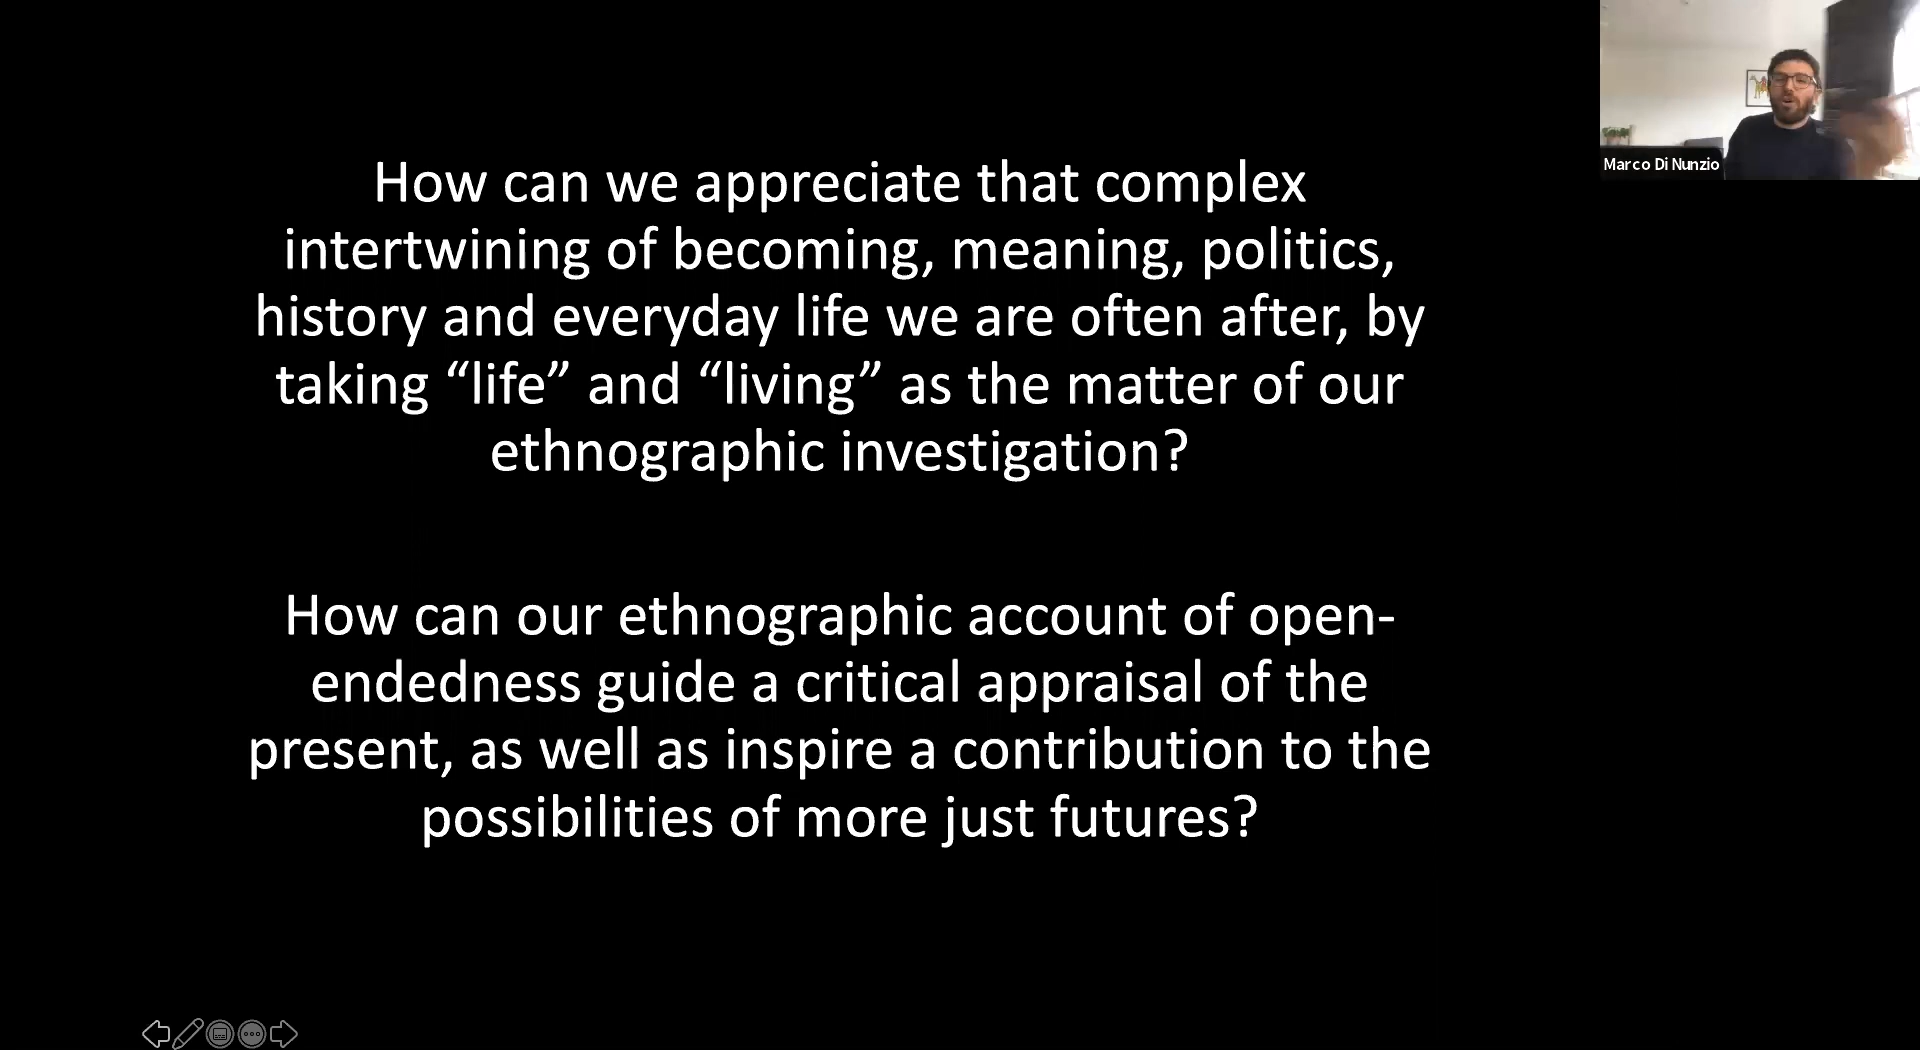 How can we appreciate that complex
intertwining of becoming, meaning, politics,
history and everyday life we are often after, by
taking “life” and “living” as the matter of our
ethnographic investigation?
How can our ethnographic account of open-
endedness guide a critical appraisal of the
present, as well as inspire a contribution to the
possibilities of more just futures?
Marco Di Nunzio